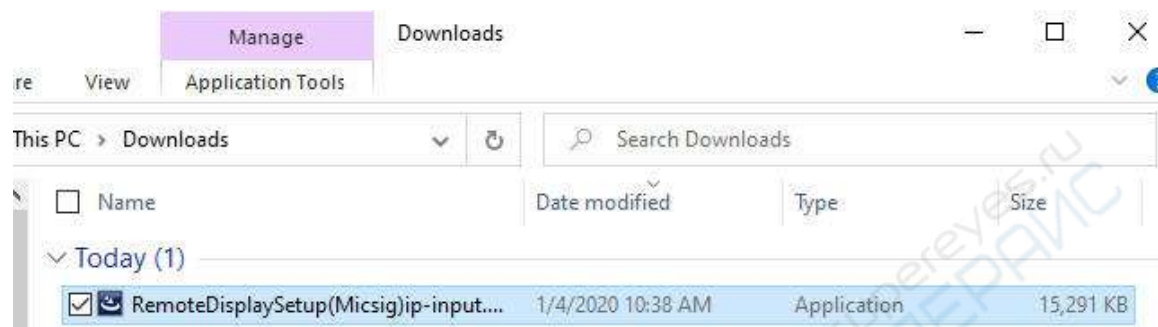 Manage Downloads
re View Application Tools
This PC > Downloads Search Downloads
Name Date modified Type Size
Today (1)
RemoteDisplaySetup(Micsig)ip-input.... 1/4/2020 10:38 AM Application 15,291 KB